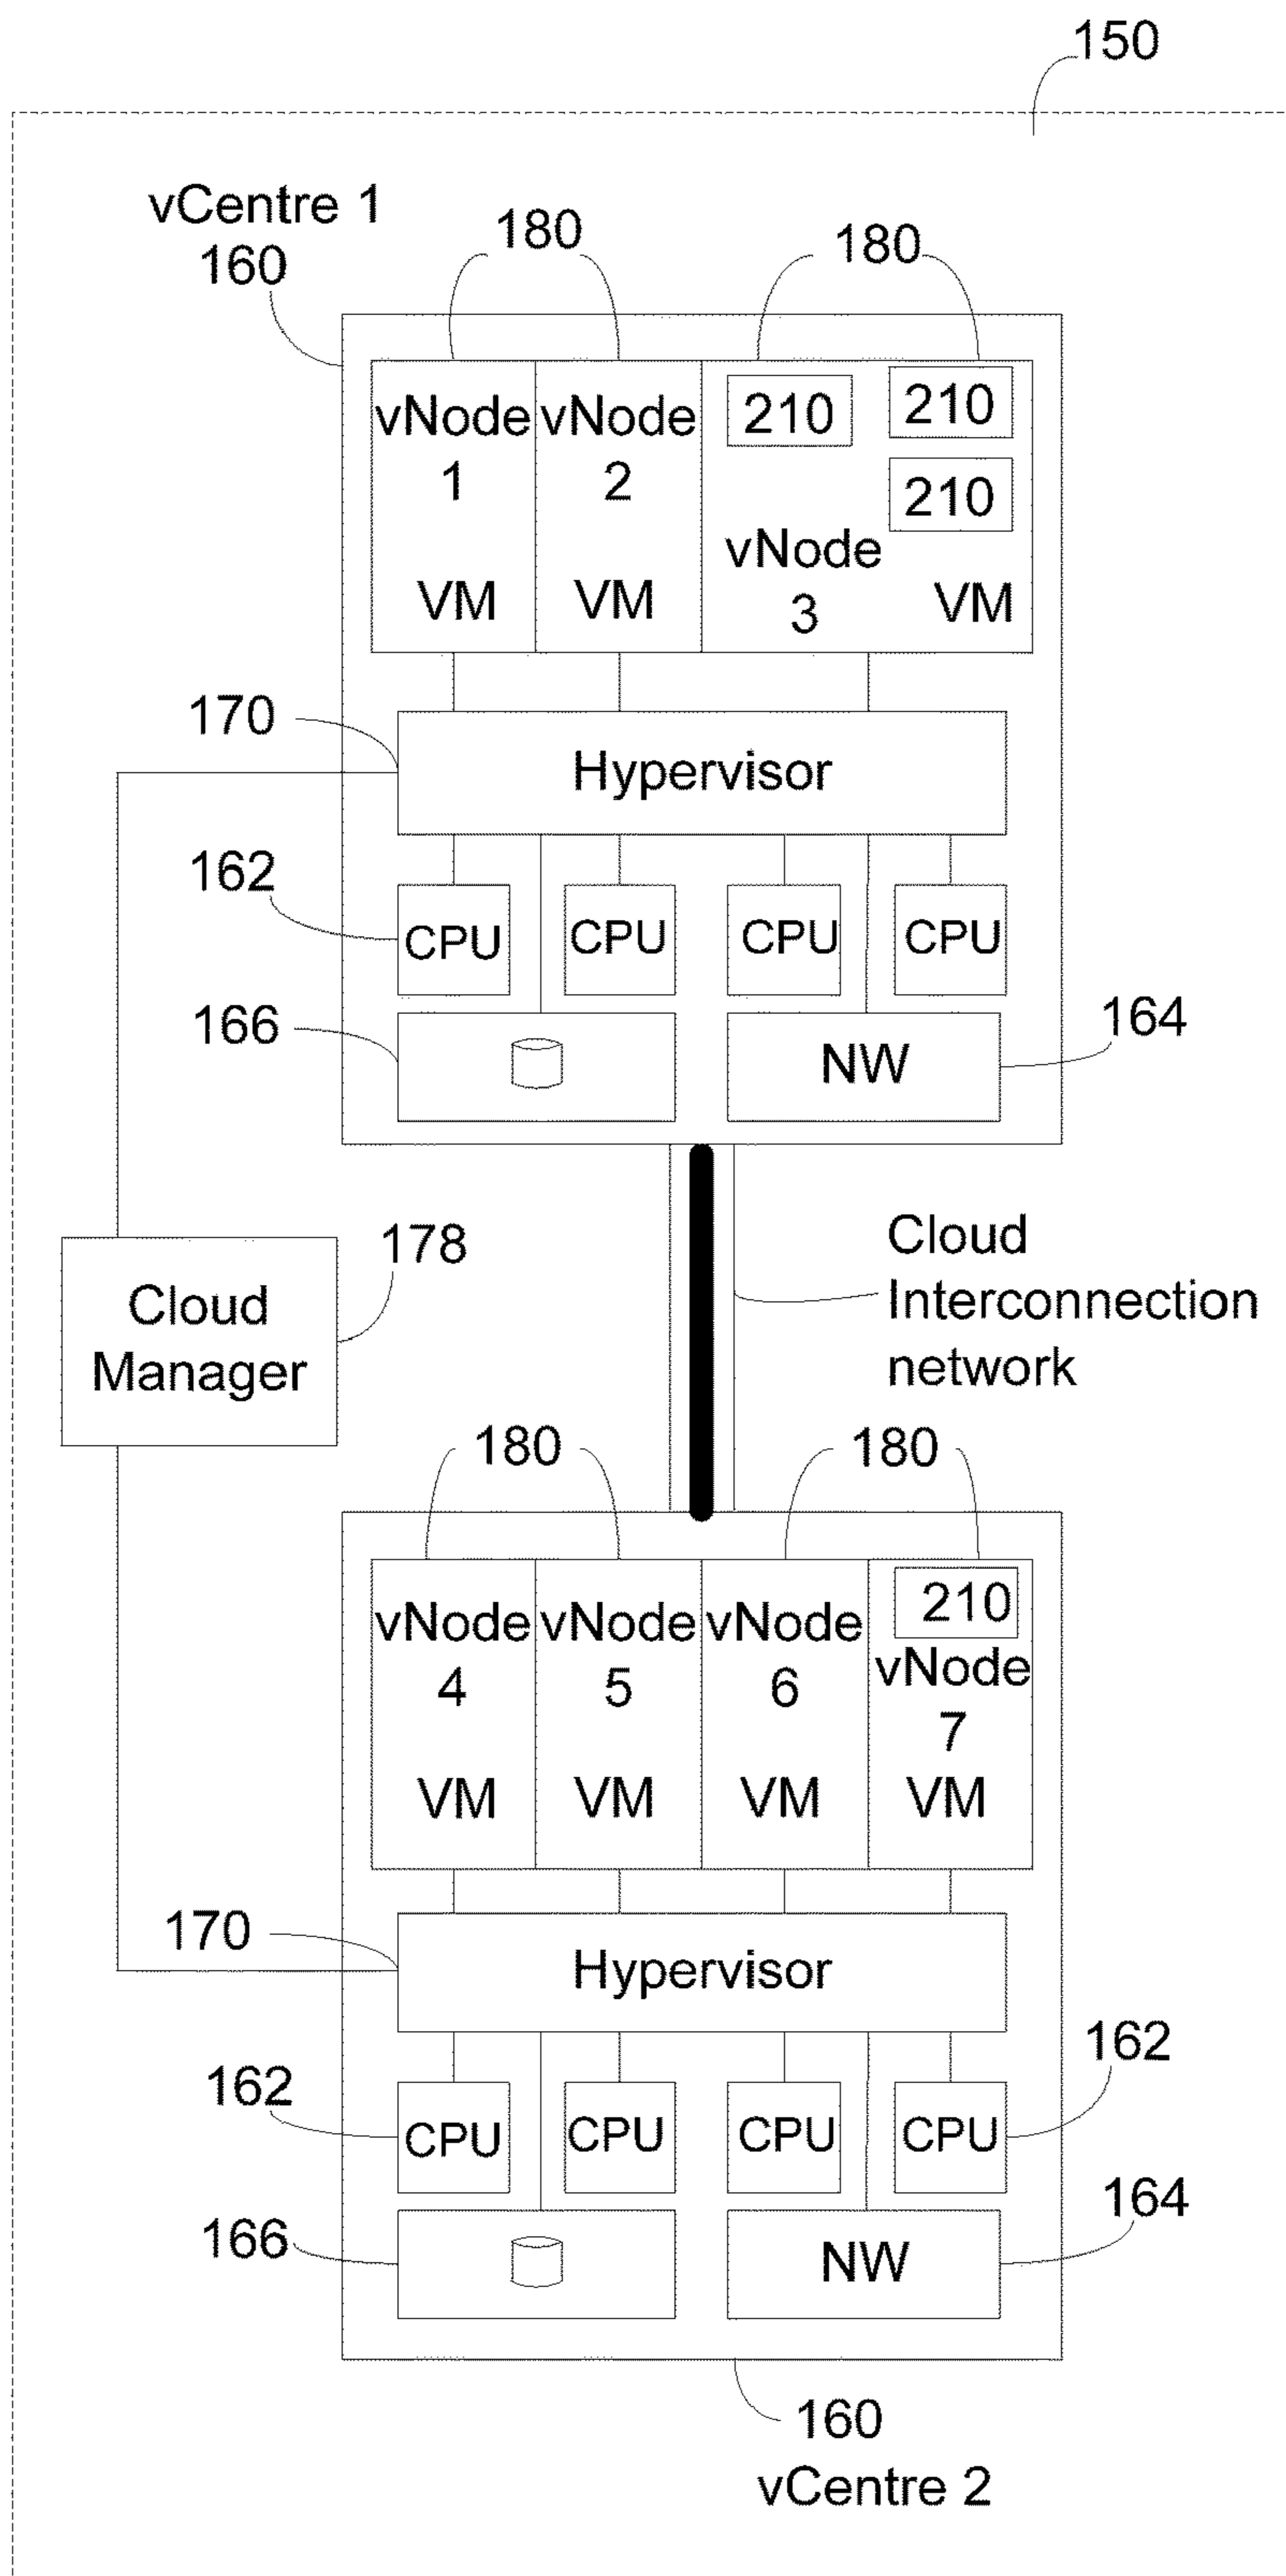 150
vCentre 1
160
180
180
vNode
1
VM
vNode
2
VM
210
210
210
vNode
3
VM
170
Hypervisor
162
CPU
CPU
CPU
CPU
166
NW
164
Cloud
Manager
178
Cloud
Interconnection
network
180
180
vNode
4
VM
vNode
5
VM
vNode
6
VM
210
vNode
7
VM
170
Hypervisor
162
CPU
CPU
CPU
CPU
162
166
NW
164
160
vCentre 2